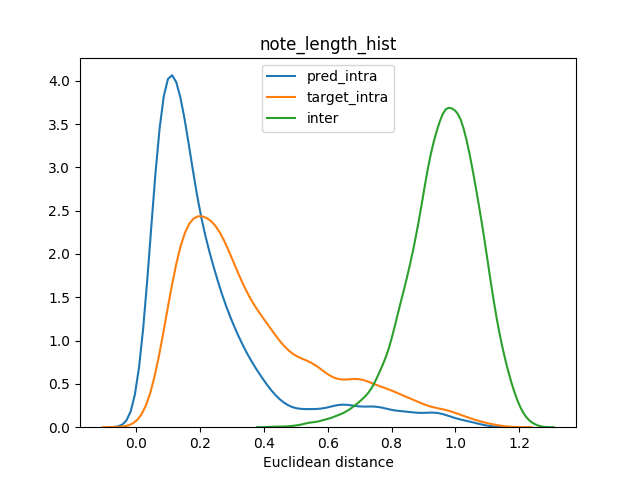 note_length_hist
pred_intra
target_intra
inter
4.0
3.5
3.0
2.5
2.0
1.5
1.0
0.5
0.0
0.0 0.2 0.4 0.6 0.8 1.0 1.2
Euclidean distance